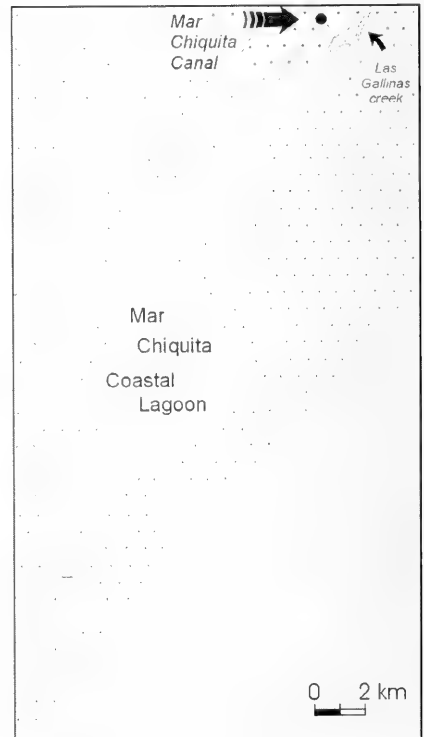 Mar
Chiquita
Canal
Las
Gallinas
creek
Mar
Chiquita
Coastal
Lagoon
0 2 km